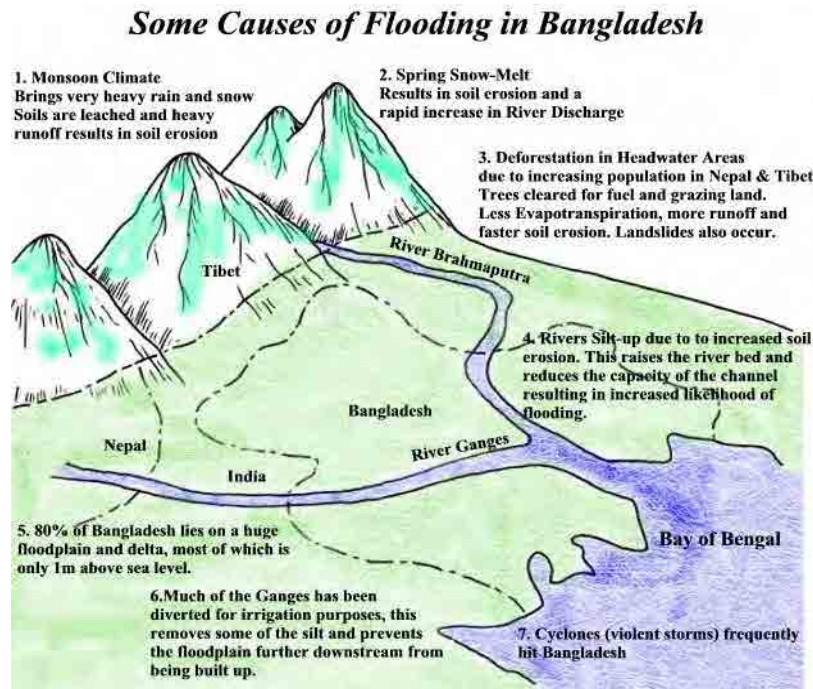 Some Causes of Flooding in Bangladesh
1. Monsoon Climate
Brings very heavy rain and snow
Soils are leached and heavy
runoff results in soil erosion
2. Spring Snow-Melt
Results in soil erosion and a
rapid increase in River Discharge
3. Deforestation in Headwater Areas
due to increasing population in Nepal & Tibet
Trees cleared for fuel and grazing land.
Less Evapotranspiration, more runoff and
faster soil erosion. Landslides also occur.
River Brahmaputra
Tibet
4. Rivers Silt-up due to to increased soil
erosion. This raises the river bed and
reduces the capacity of the channel
resulting in increased likelihood of
flooding.
Bangladesh
Nepal
River Ganges
India
5. 80% of Bangladesh lies on a huge
floodplain and delta, most of which is
only 1m above sea level.
Bay of Bengal
6.Much of the Ganges has been
diverted for irrigation purposes, this
removes some of the silt and prevents
the floodplain further downstream from
being built up.
7. Cyclones (violent storms) frequently
hit Bangladesh